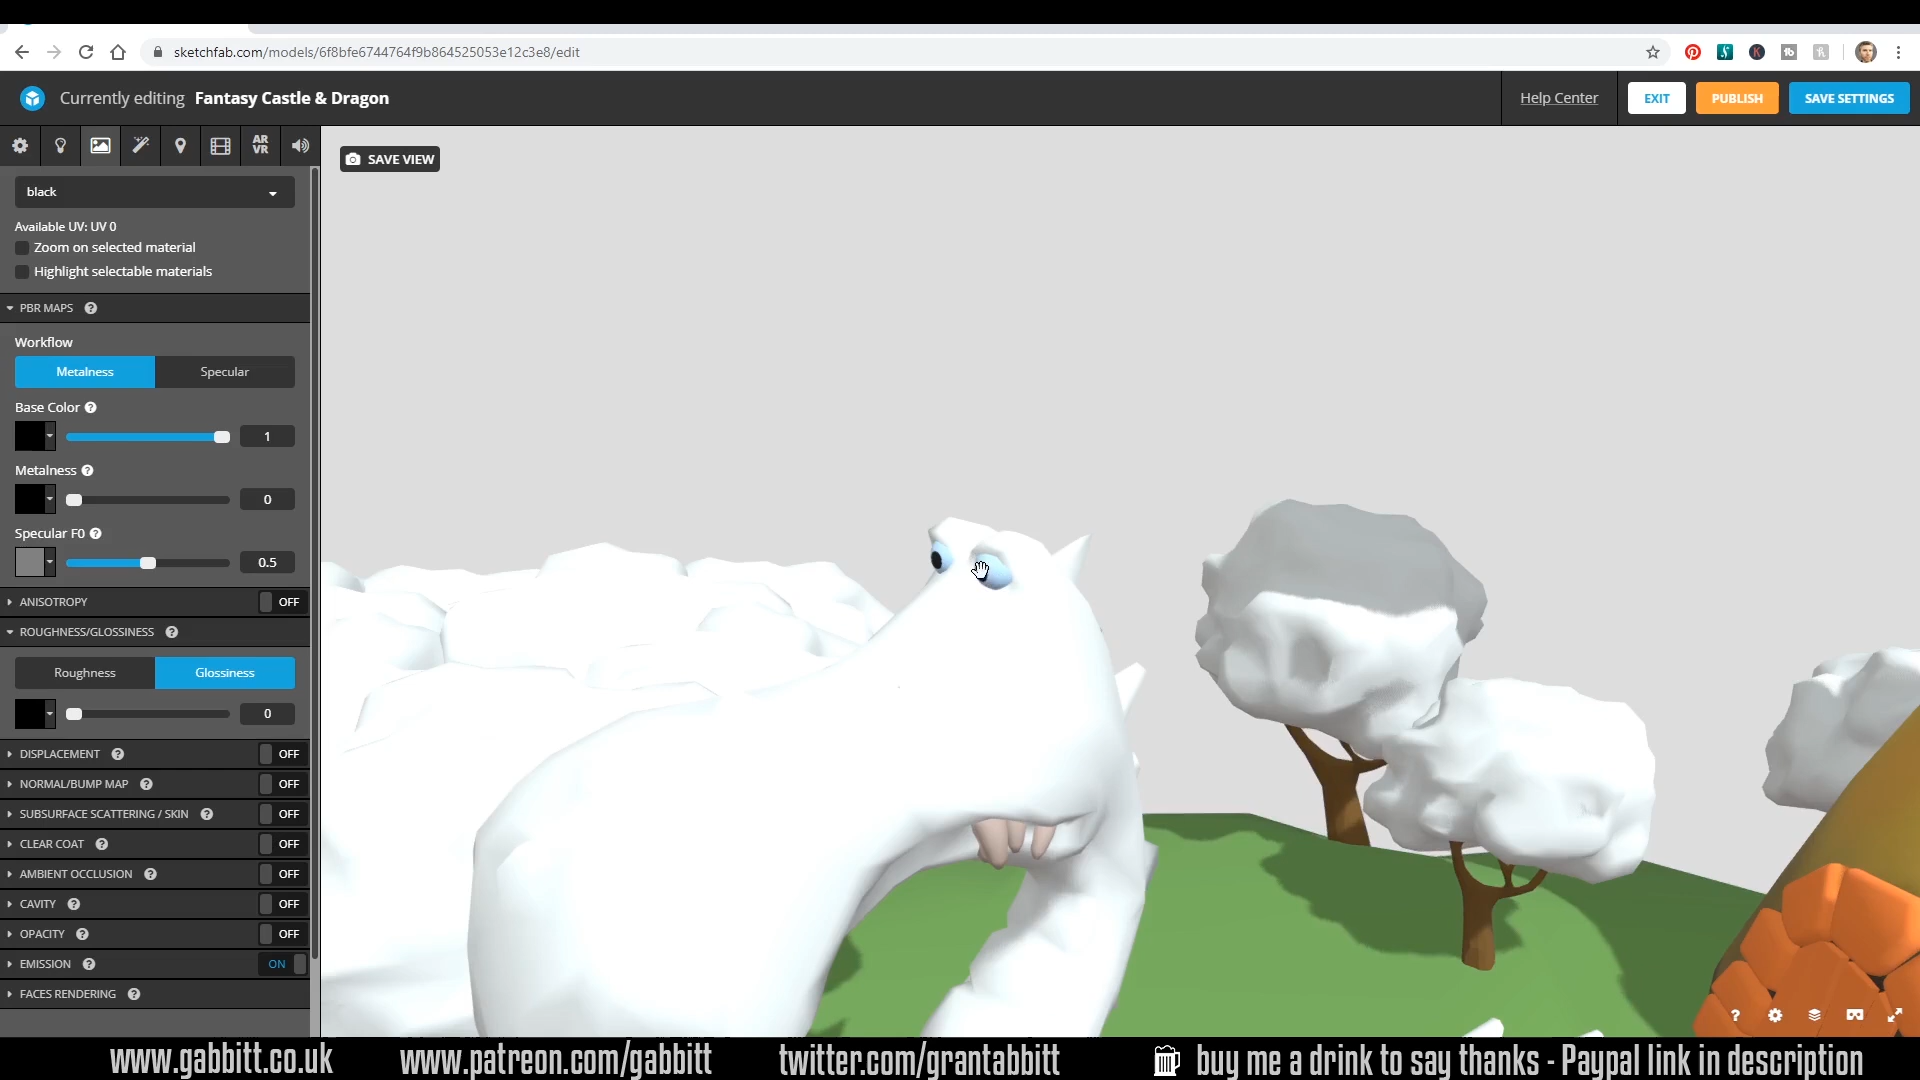 sketchfab.com/models/6f8bfe6744764f9b864525053e12c3e8/edit
Currently editing Fantasy Castle & Dragon
Help Center
EXIT
PUBLISH
SAVE SETTINGS
AR
VR
SAVE VIEW
black
Available UV: UV 0
Zoom on selected material
Highlight selectable materials
PBR MAPS ?
Workflow
Metalness Specular
Base Color ?
1
Metalness ?
0
Specular F0 ?
0.5
ANISOTROPY OFF
ROUGHNESS/GLOSSINESS ?
Roughness Glossiness
0
DISPLACEMENT ? OFF
NORMAL/BUMP MAP ? OFF
SUBSURFACE SCATTERING / SKIN ? OFF
CLEAR COAT ? OFF
AMBIENT OCCLUSION ? OFF
CAVITY ? OFF
OPACITY ? OFF
EMISSION ? ON
FACES RENDERING ?
?
www.gabbitt.co.uk www.patreon.com/gabbitt twitter.com/grantabbitt buy me a drink to say thanks - Paypal link in description